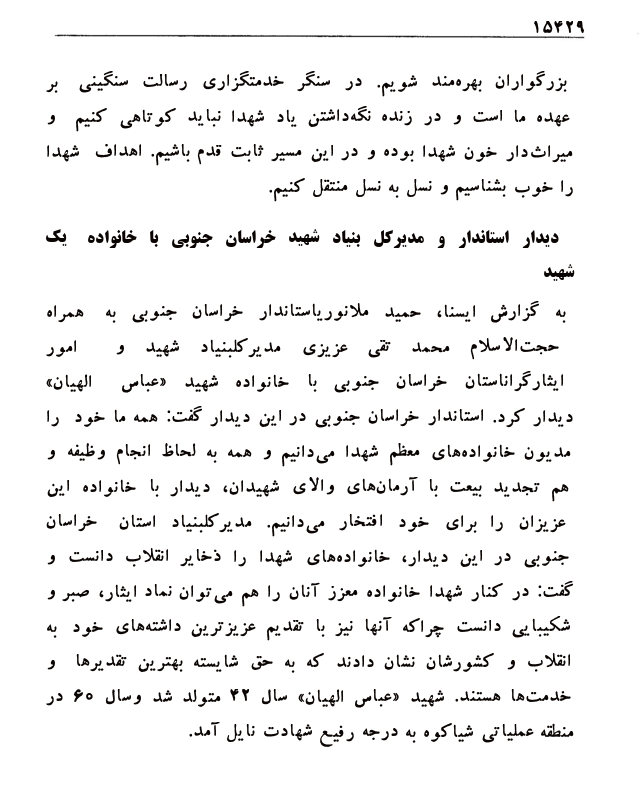 ۱۵۴۲۹
بزرگواران بهره‌مند شویم. در سنگر خدمتگزاری رسالت سنگینی بر
عهده ما است و در زنده نگه‌داشتن یاد شهدا نباید کوتاهی کنیم و
میراث‌دار خون شهدا بوده و در این مسیر ثابت قدم باشیم. اهداف شهدا
را خوب بشناسیم و نسل به نسل منتقل کنیم.
دیدار استاندار و مدیرکل بنیاد شهید خراسان جنوبی با خانواده یک
شهید
به گزارش ایسنا، حمید ملانوریاستاندار خراسان جنوبی به همراه
حجت‌الاسلام محمد تقی عزیزی مدیرکلبنیاد شهید و امور
ایثارگراناستان خراسان جنوبی با خانواده شهید «عباس الهیان»
دیدار کرد. استاندار خراسان جنوبی در این دیدار گفت: همه ما خود را
مدیون خانواده‌های معظم شهدا می‌دانیم و همه به لحاظ انجام وظیفه و
هم تجدید بیعت با آرمان‌های والای شهیدان، دیدار با خانواده این
عزیزان را برای خود افتخار می‌دانیم. مدیرکلبنیاد استان خراسان
جنوبی در این دیدار، خانواده‌های شهدا را ذخایر انقلاب دانست و
گفت: در کنار شهدا خانواده معزز آنان را هم می‌توان نماد ایثار، صبر و
شکیبایی دانست چراکه آنها نیز با تقدیم عزیزترین داشته‌های خود به
انقلاب و کشورشان نشان دادند که به حق شایسته بهترین تقدیرها و
خدمت‌ها هستند. شهید «عباس الهیان» سال ۴۲ متولد شد وسال ۶۰ در
منطقه عملیاتی شیاکوه به درجه رفیع شهادت نایل آمد.